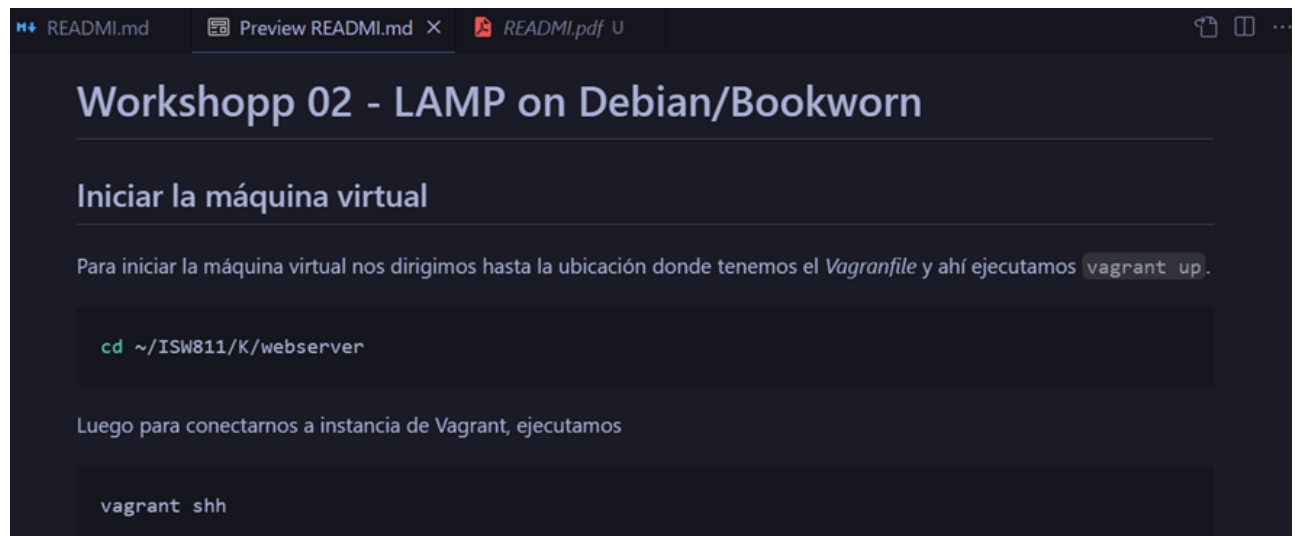 README.md
Preview READMI.md
READMI.pdf U
Workshopp 02 - LAMP on Debian/Bookworn
Iniciar la máquina virtual
Para iniciar la máquina virtual nos dirigimos hasta la ubicación donde tenemos el Vagranfile y ahí ejecutamos vagrant up.
cd ~/ISW811/K/webserver
Luego para conectarnos a instancia de Vagrant, ejecutamos
vagrant shh